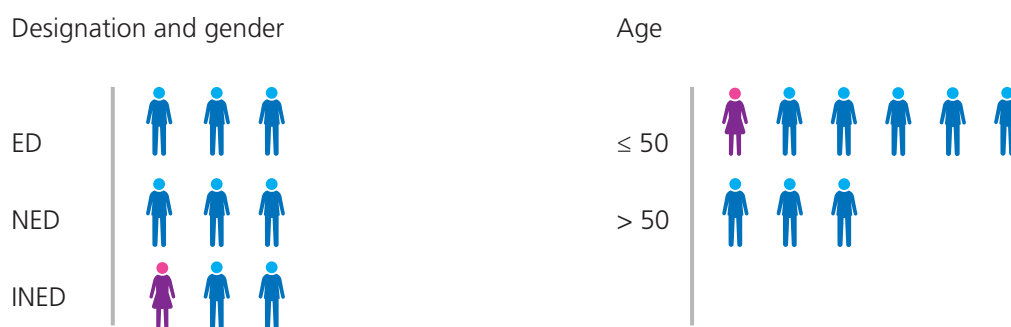 Designation and gender
ED
NED
INED
Age
≤ 50
> 50